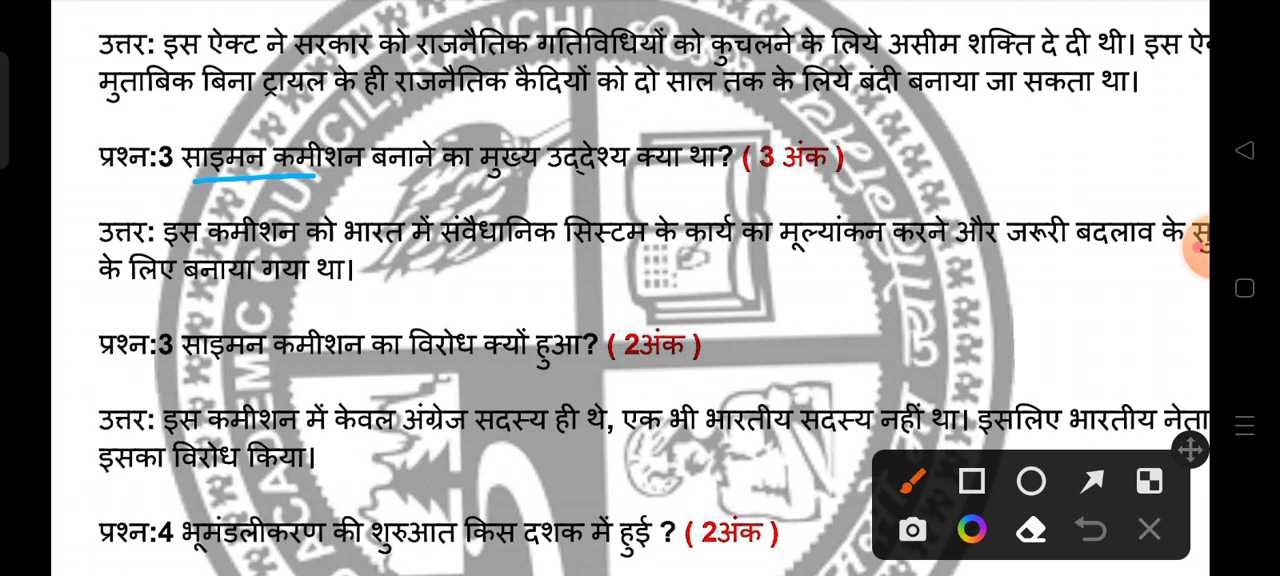 उत्तर: इस ऐक्ट ने सरकार को राजनैतिक गतिविधियों को कुचलने के लिये असीम शक्ति दे दी थी। इस
मुताबिक बिना ट्रायल के ही राजनैतिक कैदियों को दो साल तक के लिये बंदी बनाया जा सकता था।
प्रश्न:3 साइमन कमीशन बनाने का मुख्य उद्देश्य क्या था? ( 3 अंक )
उत्तर: इस कमीशन को भारत में संवैधानिक सिस्टम के कार्य का मूल्यांकन करने और जरूरी बदलाव के
के लिए बनाया गया था।
प्रश्न:3 साइमन कमीशन का विरोध क्यों हुआ? ( 2अंक )
उत्तर: इस कमीशन में केवल अंग्रेज सदस्य ही थे, एक भी भारतीय सदस्य नहीं था। इसलिए भारतीय नेता
इसका विरोध किया।
प्रश्न:4 भूमंडलीकरण की शुरुआत किस दशक में हुई ? ( 2अंक )
ACADEMIC COUNCIL, RANCHI